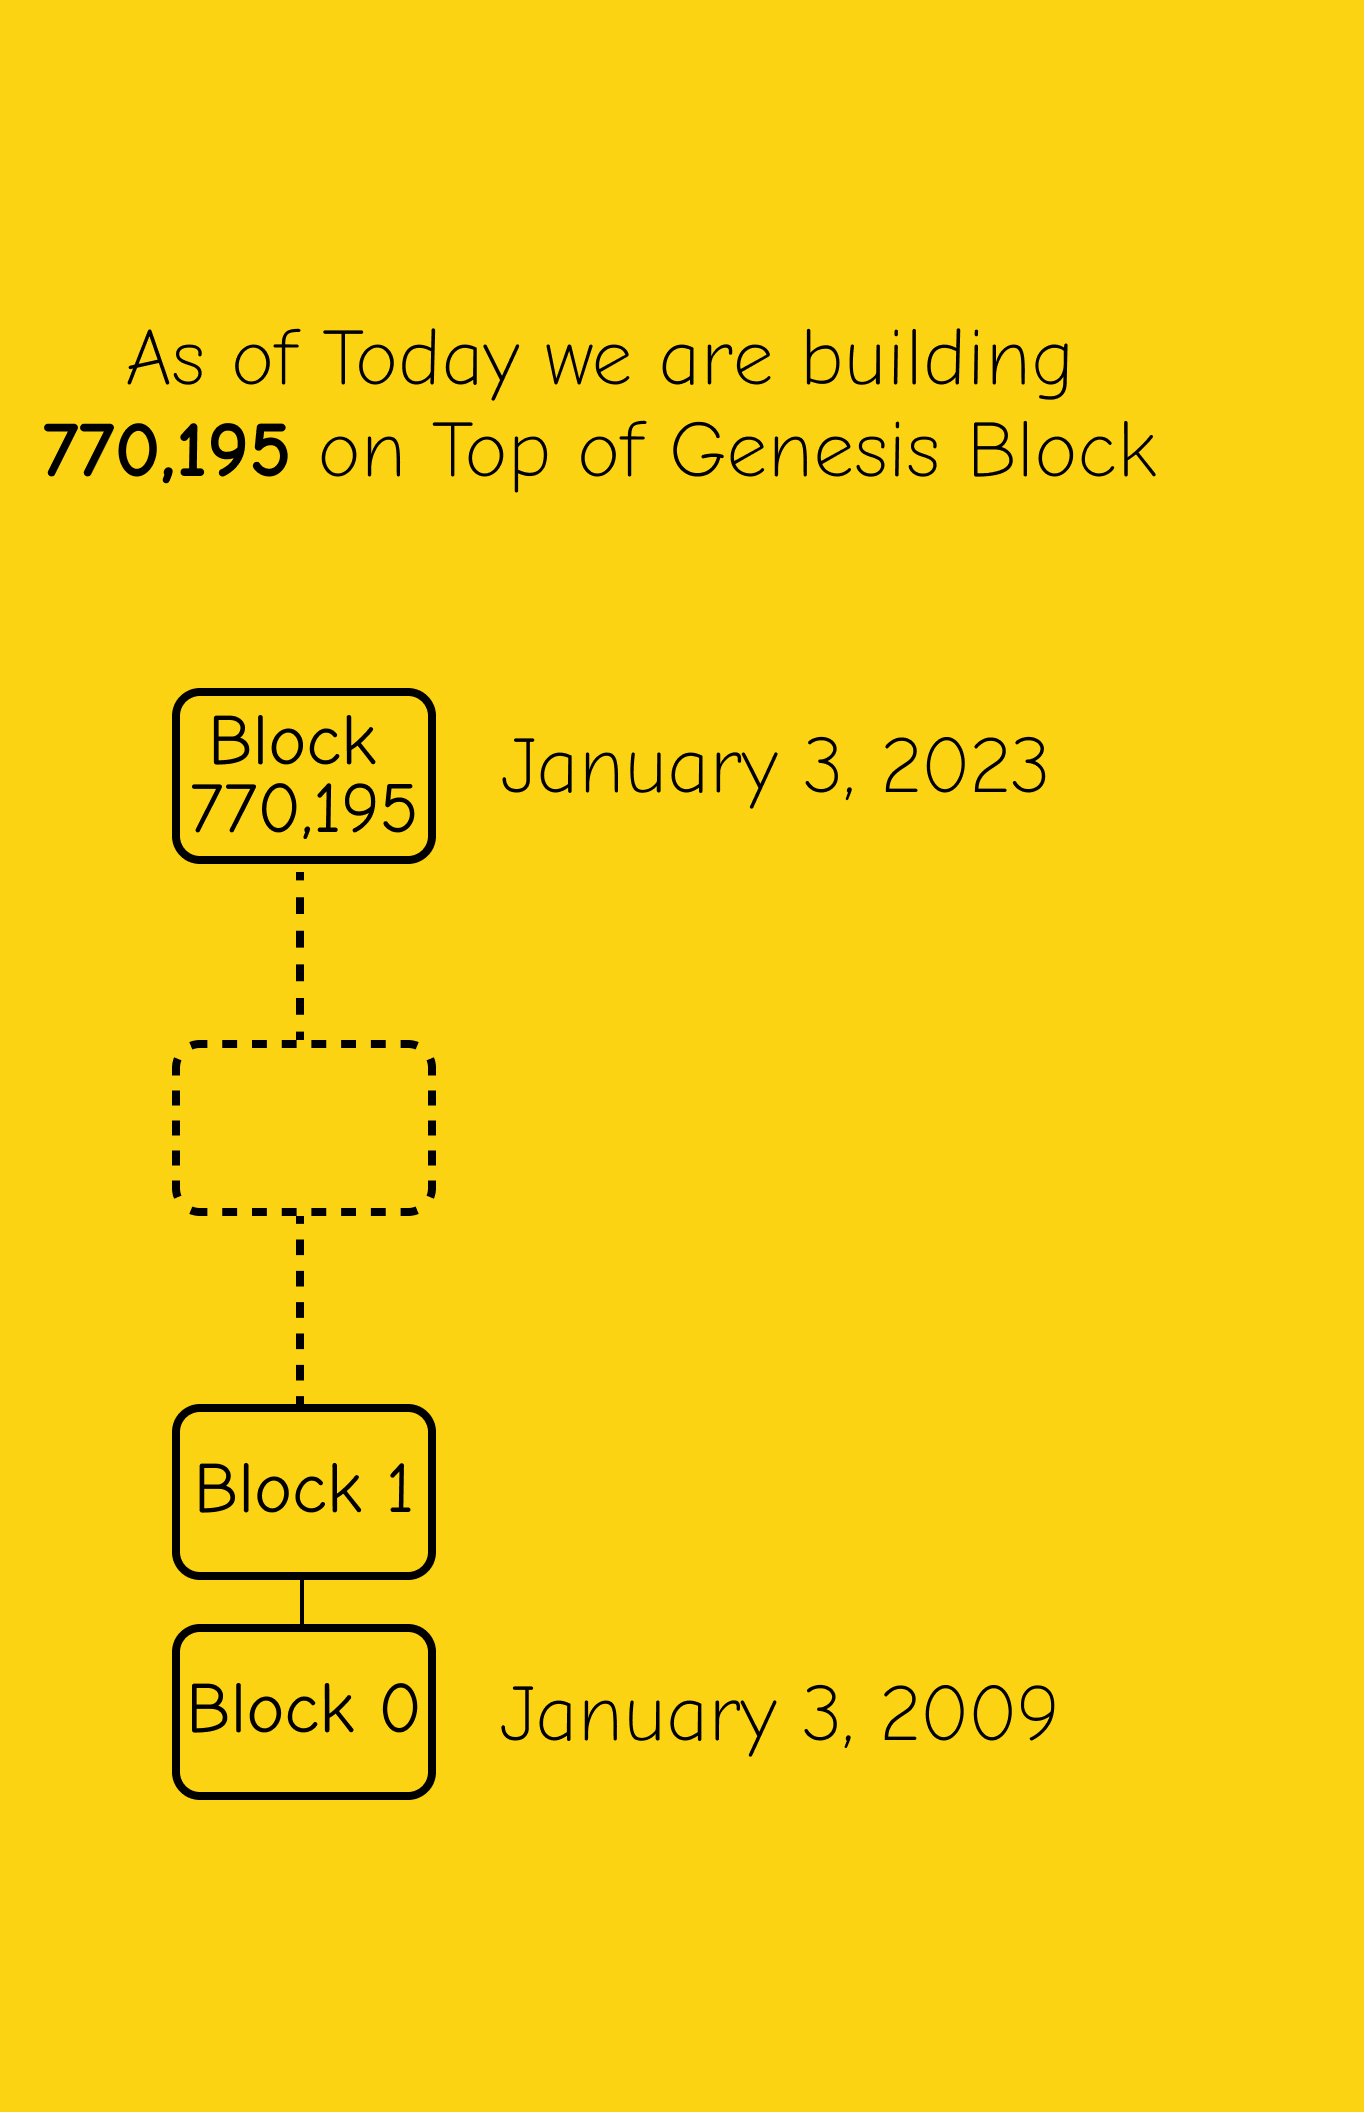 As of Today we are building
770,195 on Top of Genesis Block
Block
770,195
January 3, 2023
Block 1
Block 0
January 3, 2009